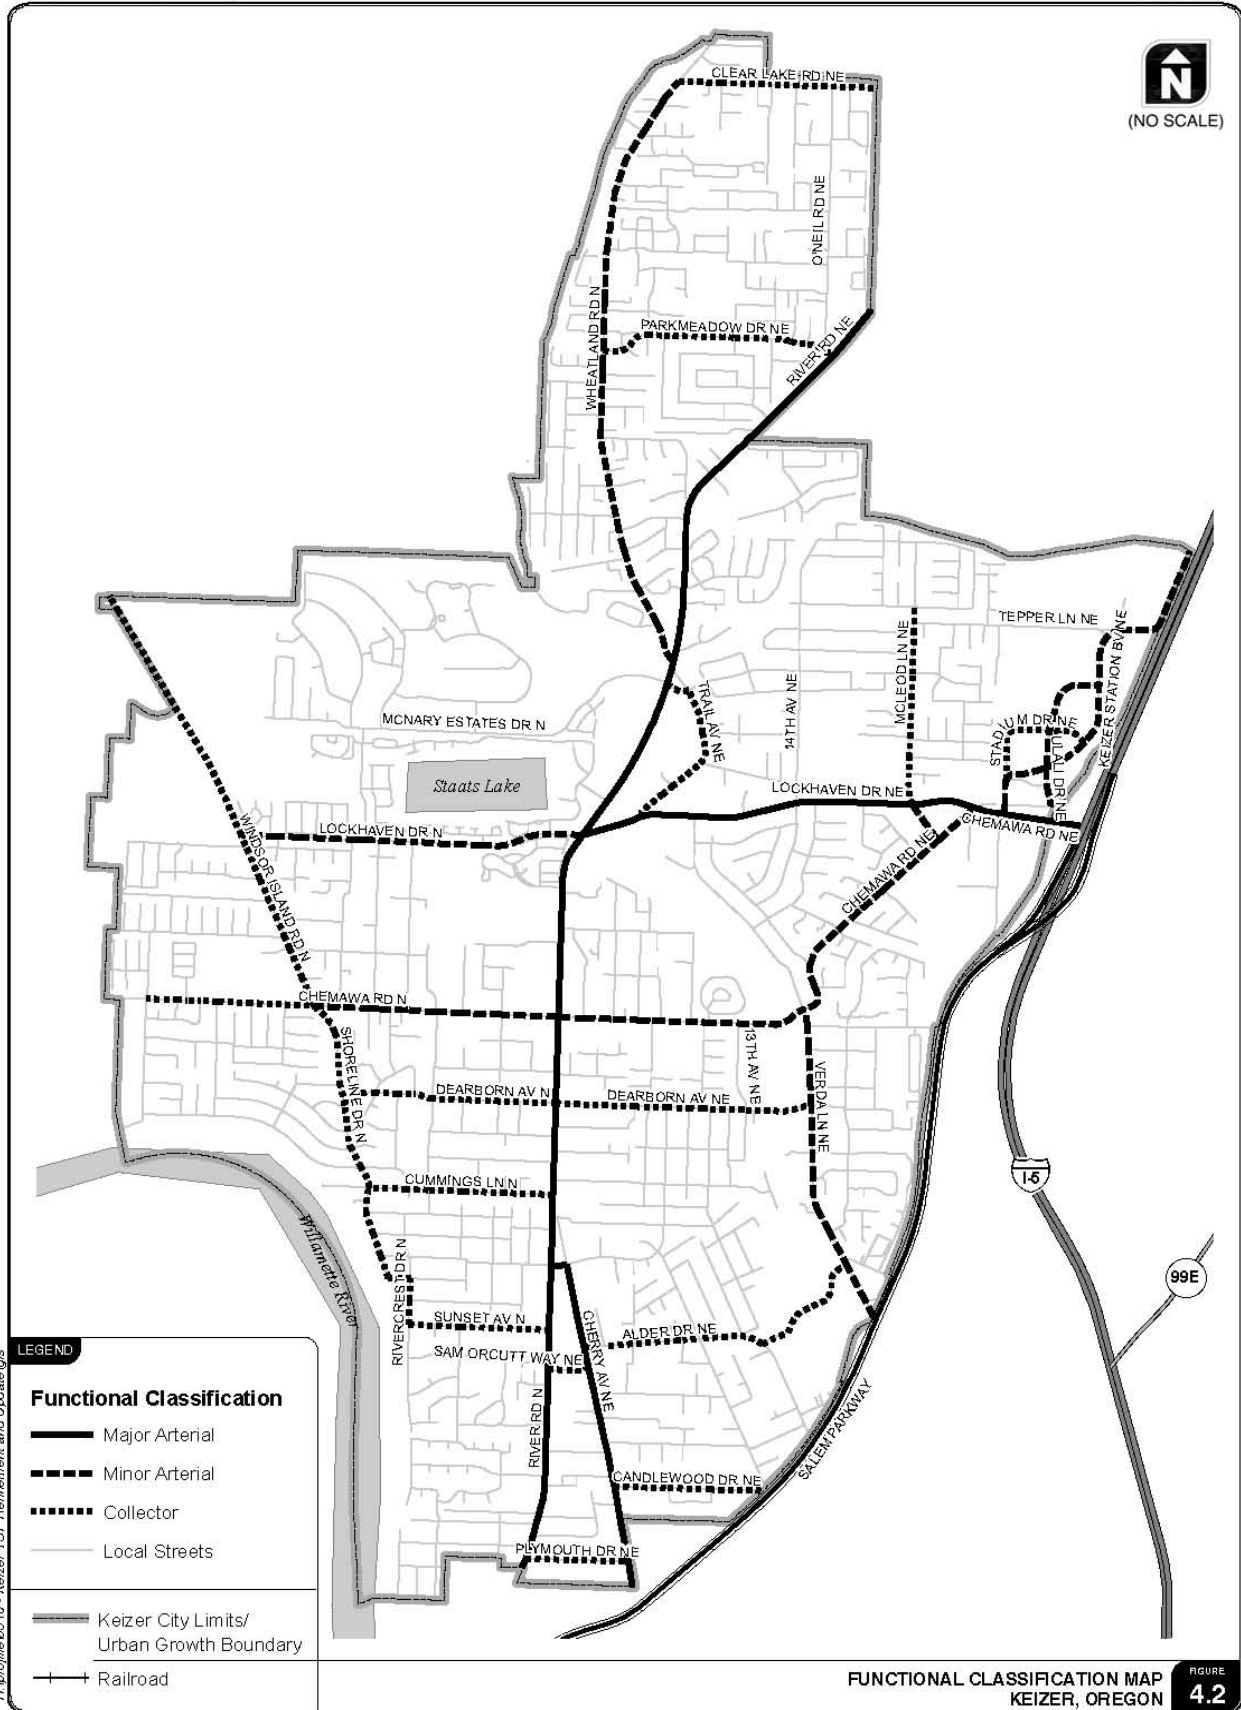 N
(NO SCALE)
CLEAR LAKE RD NE
O'NEIL RD NE
WHEATLAND RD N
PARKMEADOW DR NE
RIVER RD NE
TEPPER LN NE
KEIZER STATION BV NE
MCLEOD LN NE
TRAIL AV NE
14TH AV NE
MCNARY ESTATES DR N
STADIUM DR NE
ULALI DR NE
Staats Lake
LOCKHAVEN DR NE
LOCKHAVEN DR N
CHEMAWA RD NE
CHEMAWA RD NE
WINDSOR ISLAND RD N
CHEMAWA RD N
SHORELINE DR N
13TH AV NE
VERDA LN NE
DEARBORN AV N
DEARBORN AV NE
CUMMINGS LN N
I-5
Willamette River
RIVERCREST DR N
99E
SUNSET AV N
CHERRY AV NE
ALDER DR NE
SAM ORCUTT WAY NE
RIVER RD N
SALEM PARKWAY
CANDLEWOOD DR NE
PLYMOUTH DR NE
LEGEND
Functional Classification
Major Arterial
Minor Arterial
Collector
Local Streets
Keizer City Limits/
Urban Growth Boundary
Railroad
FUNCTIONAL CLASSIFICATION MAP
KEIZER, OREGON
FIGURE
4.2